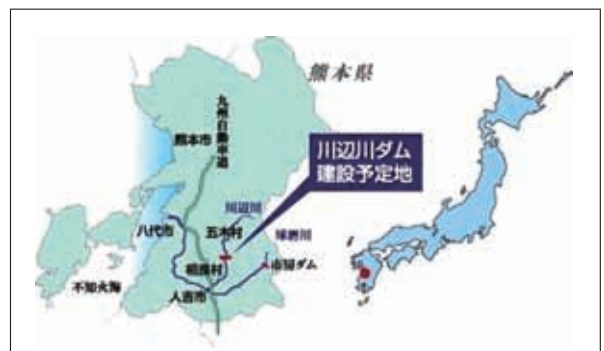 熊本県
九州自動車道
熊本市
川辺川ダム
建設予定地
川辺川
八代市
五木村
球磨川
相良村
市房ダム
不知火海
人吉市